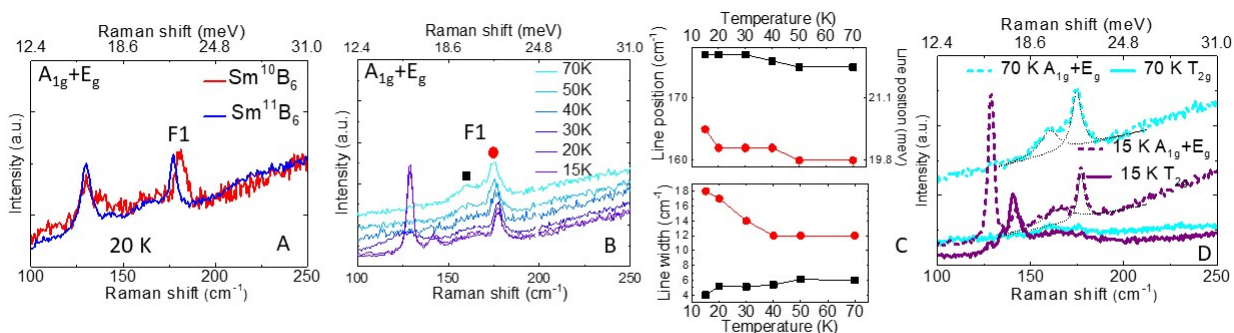 Raman shift (meV)
12.4 18.6 24.8 31.0
A1g+Eg
Sm10B6
Sm11B6
F1
20 K
A
Intensity (a.u.)
100 150 200 250
Raman shift (cm-1)
Raman shift (meV)
12.4 18.6 24.8 31.0
A1g+Eg
70K
50K
40K
30K
20K
15K
F1
B
Intensity (a.u.)
100 150 200 250
Raman shift (cm-1)
Temperature (K)
10 20 30 40 50 60 70
Line position (cm-1)
170
160
Line position (meV)
21.1
19.8
Line width (cm-1)
18
16
14
12
10
8
6
4
10 20 30 40 50 60 70
Temperature (K)
C
Raman shift (meV)
12.4 18.6 24.8 31.0
70 K A1g+Eg
70 K T2g
15 K A1g+Eg
15 K T2g
D
Intensity (a.u.)
100 150 200 250
Raman shift (cm-1)